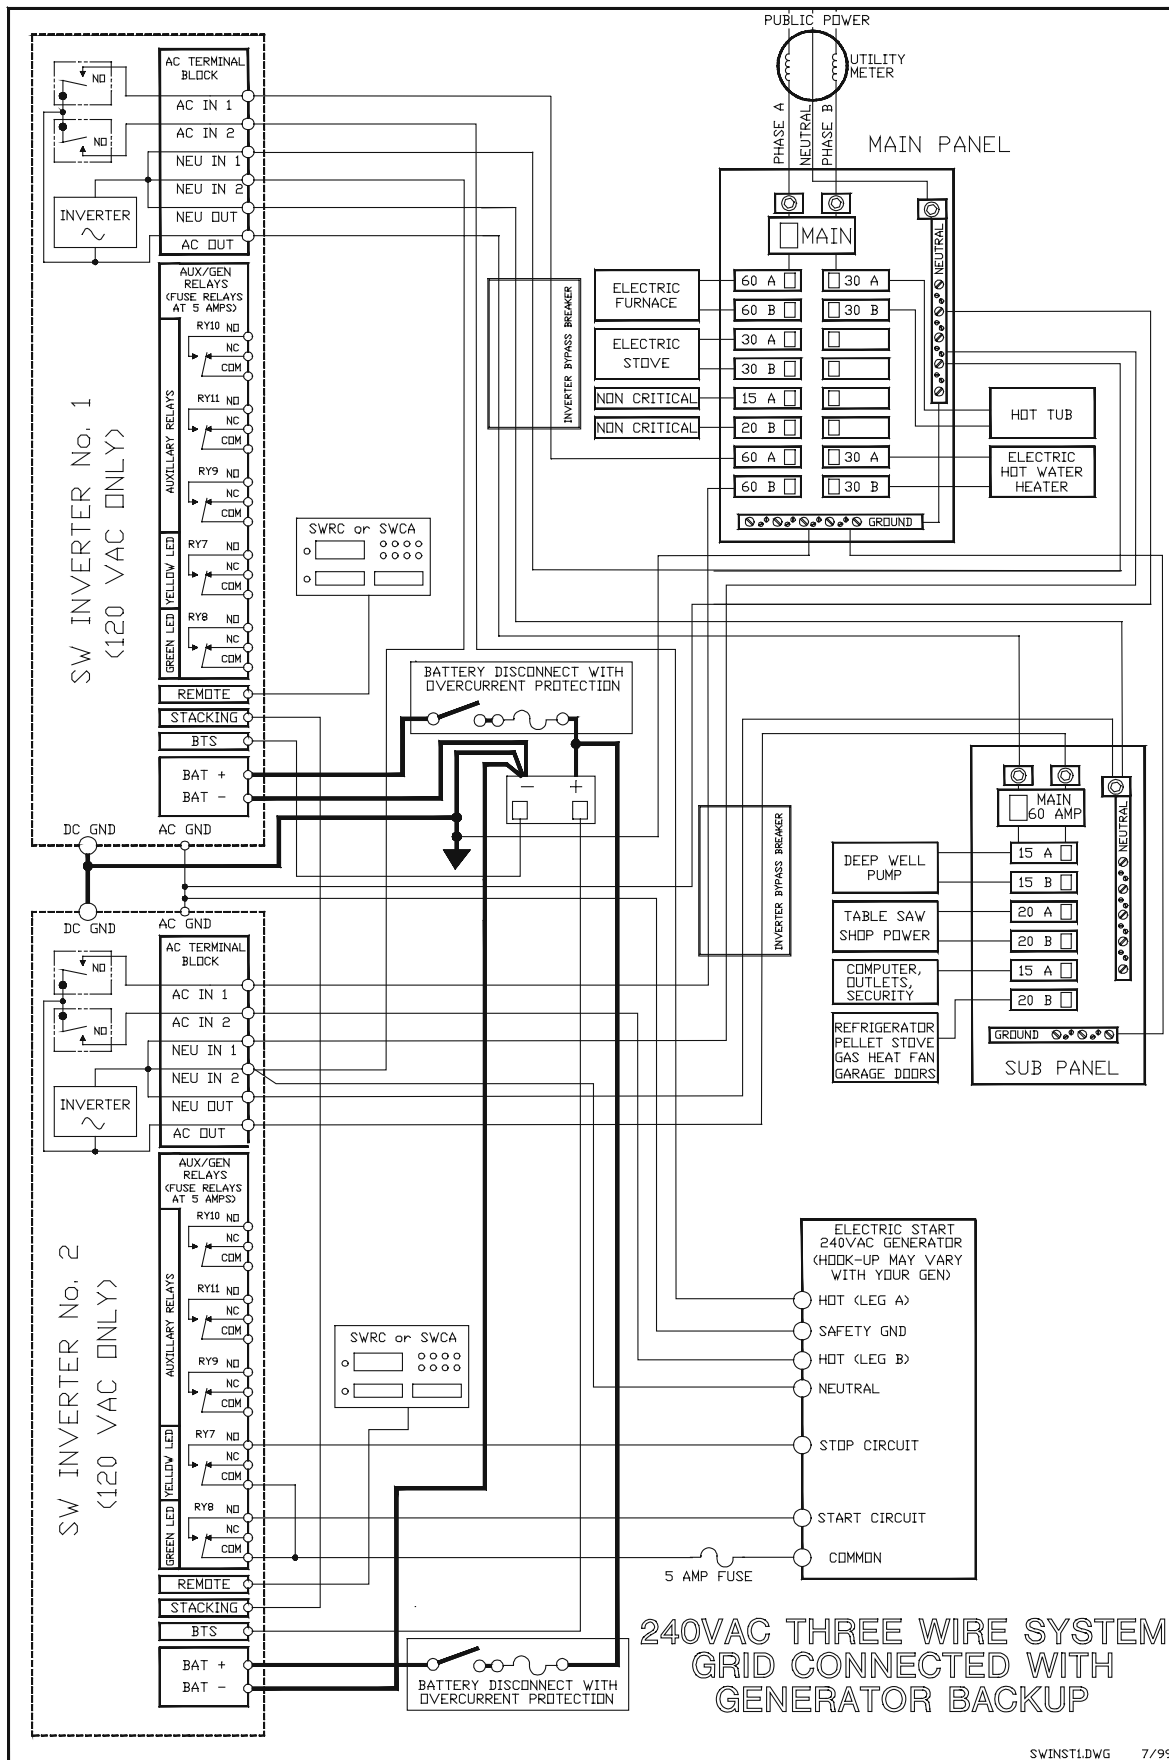 PUBLIC POWER
UTILITY
METER
PHASE A
NEUTRAL
PHASE B
MAIN PANEL
MAIN
NEUTRAL
60 A
60 B
30 A
30 B
15 A
20 B
60 A
60 B
30 A
30 B
30 A
30 B
GROUND
ELECTRIC
FURNACE
ELECTRIC
STOVE
NON CRITICAL
NON CRITICAL
HOT TUB
ELECTRIC
HOT WATER
HEATER
INVERTER BYPASS BREAKER
SW INVERTER No. 1
(120 VAC ONLY)
NO
NO
INVERTER
AC TERMINAL
BLOCK
AC IN 1
AC IN 2
NEU IN 1
NEU IN 2
NEU OUT
AC OUT
AUX/GEN
RELAYS
(FUSE RELAYS
AT 5 AMPS)
AUXILLARY RELAYS
YELLOW LED
GREEN LED
RY10 NO
NC
COM
RY11 NO
NC
COM
RY9 NO
NC
COM
RY7 NO
NC
COM
RY8 NO
NC
COM
REMOTE
STACKING
BTS
BAT +
BAT -
DC GND
AC GND
SWRC or SWCA
BATTERY DISCONNECT WITH
OVERCURRENT PROTECTION
- +
INVERTER BYPASS BREAKER
MAIN
60 AMP
NEUTRAL
15 A
15 B
20 A
20 B
15 A
20 B
GROUND
SUB PANEL
DEEP WELL
PUMP
TABLE SAW
SHOP POWER
COMPUTER,
OUTLETS,
SECURITY
REFRIGERATOR
PELLET STOVE
GAS HEAT FAN
GARAGE DOORS
SW INVERTER No. 2
(120 VAC ONLY)
DC GND
AC GND
NO
NO
INVERTER
AC TERMINAL
BLOCK
AC IN 1
AC IN 2
NEU IN 1
NEU IN 2
NEU OUT
AC OUT
AUX/GEN
RELAYS
(FUSE RELAYS
AT 5 AMPS)
AUXILLARY RELAYS
YELLOW LED
GREEN LED
RY10 NO
NC
COM
RY11 NO
NC
COM
RY9 NO
NC
COM
RY7 NO
NC
COM
RY8 NO
NC
COM
REMOTE
STACKING
BTS
BAT +
BAT -
SWRC or SWCA
BATTERY DISCONNECT WITH
OVERCURRENT PROTECTION
ELECTRIC START
240VAC GENERATOR
(HOOK-UP MAY VARY
WITH YOUR GEN)
HOT (LEG A)
SAFETY GND
HOT (LEG B)
NEUTRAL
STOP CIRCUIT
START CIRCUIT
COMMON
5 AMP FUSE
240VAC THREE WIRE SYSTEM
GRID CONNECTED WITH
GENERATOR BACKUP
SWINST1.DWG 7/99